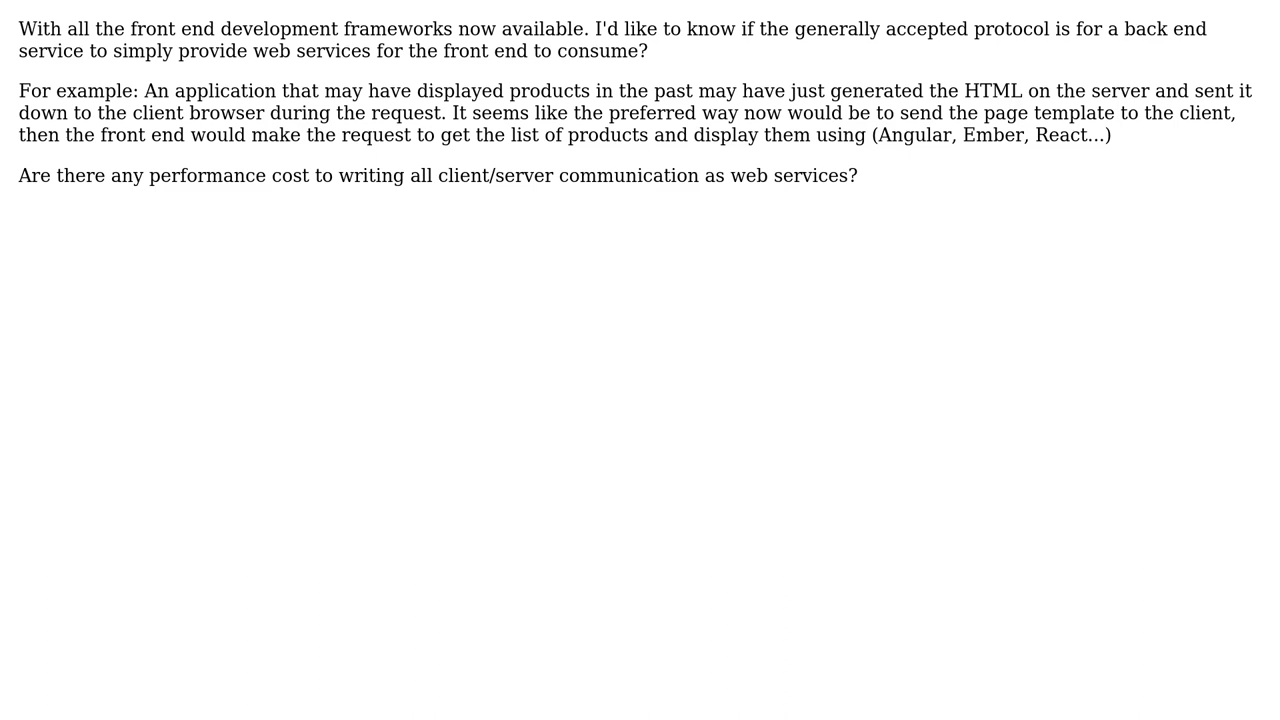 With all the front end development frameworks now available. I'd like to know if the generally accepted protocol is for a back end
service to simply provide web services for the front end to consume?
For example: An application that may have displayed products in the past may have just generated the HTML on the server and sent it
down to the client browser during the request. It seems like the preferred way now would be to send the page template to the client,
then the front end would make the request to get the list of products and display them using (Angular, Ember, React...)
Are there any performance cost to writing all client/server communication as web services?